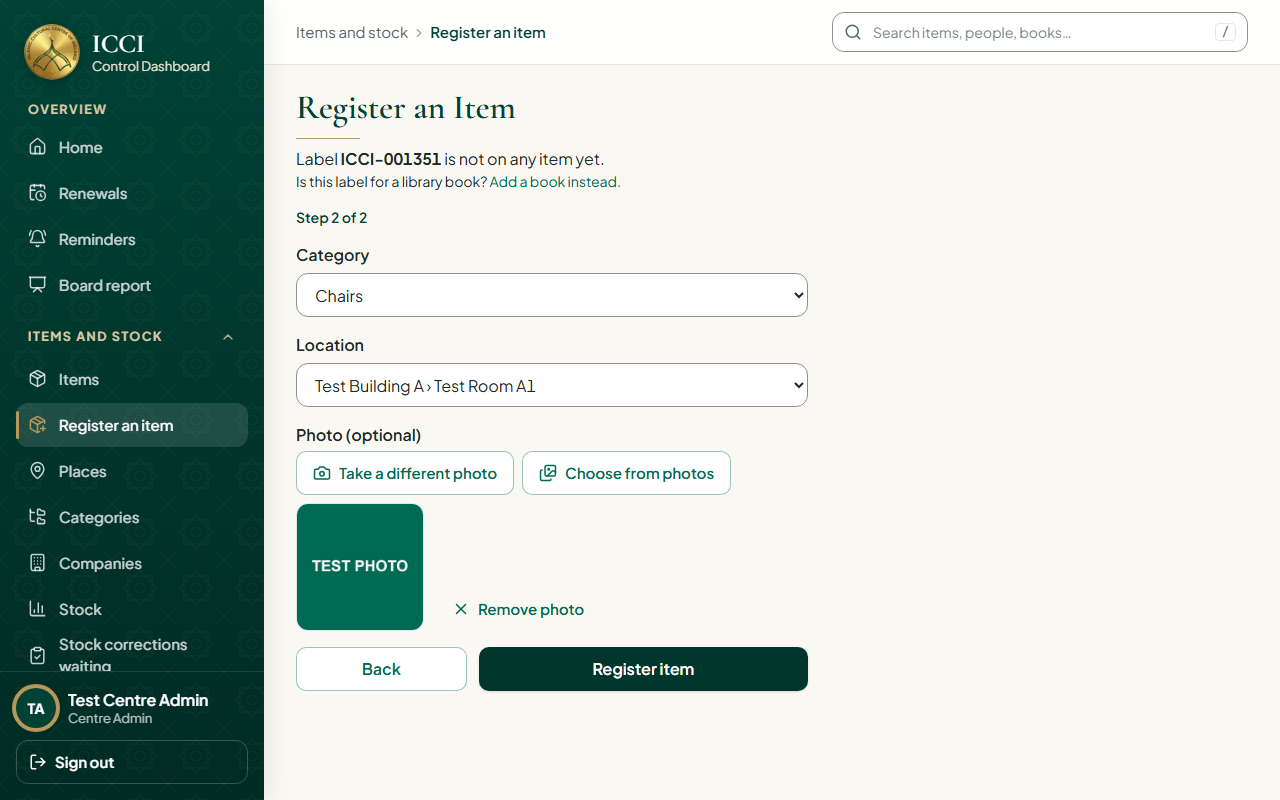 ICCI
Control Dashboard
OVERVIEW
Home
Renewals
Reminders
Board report
ITEMS AND STOCK
Items
Register an item
Places
Categories
Companies
Stock
Stock corrections
waiting
TA
Test Centre Admin
Centre Admin
Sign out
Items and stock › Register an item
Search items, people, books...
/
Register an Item
Label ICCI-001351 is not on any item yet.
Is this label for a library book? Add a book instead.
Step 2 of 2
Category
Chairs
Location
Test Building A › Test Room A1
Photo (optional)
Take a different photo
Choose from photos
TEST PHOTO
Remove photo
Back
Register item